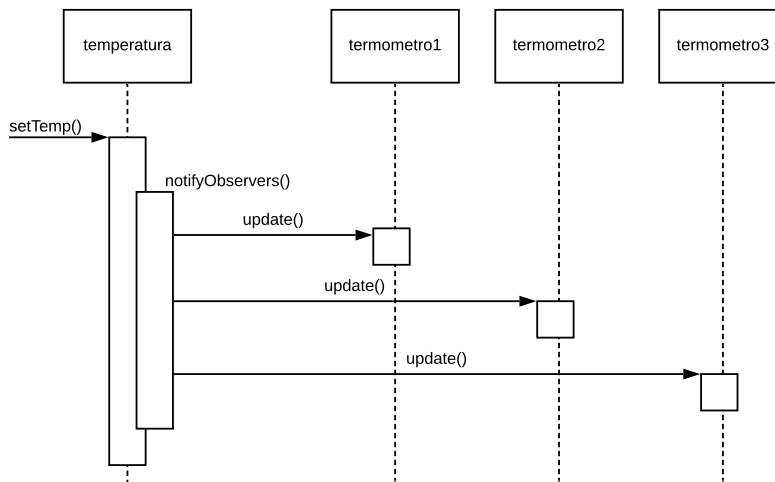 temperatura
termometro1
termometro2
termometro3
setTemp()
notifyObservers()
update()
update()
update()